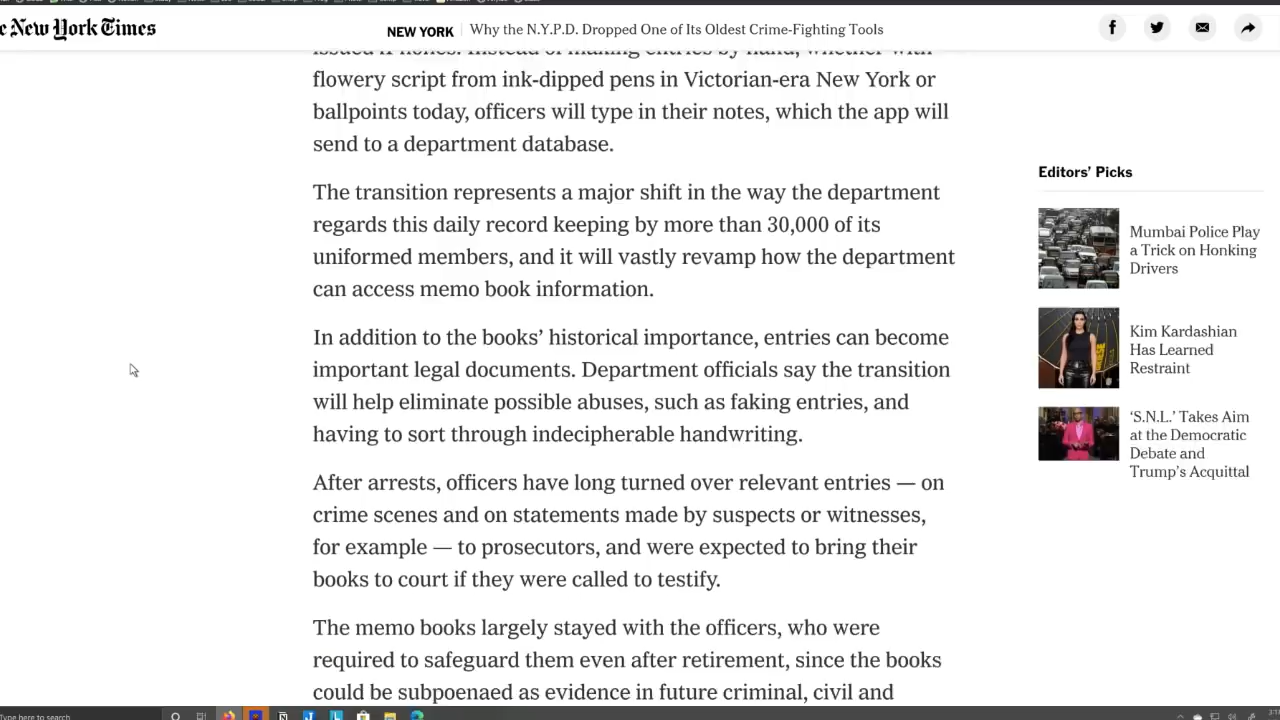 New York Times
NEW YORK Why the N.Y.P.D. Dropped One of Its Oldest Crime-Fighting Tools
issued iPhones. Instead of making entries by hand, whether with
flowery script from ink-dipped pens in Victorian-era New York or
ballpoints today, officers will type in their notes, which the app will
send to a department database.
The transition represents a major shift in the way the department
regards this daily record keeping by more than 30,000 of its
uniformed members, and it will vastly revamp how the department
can access memo book information.
In addition to the books’ historical importance, entries can become
important legal documents. Department officials say the transition
will help eliminate possible abuses, such as faking entries, and
having to sort through indecipherable handwriting.
After arrests, officers have long turned over relevant entries — on
crime scenes and on statements made by suspects or witnesses,
for example — to prosecutors, and were expected to bring their
books to court if they were called to testify.
The memo books largely stayed with the officers, who were
required to safeguard them even after retirement, since the books
could be subpoenaed as evidence in future criminal, civil and
Editors’ Picks
Mumbai Police Play
a Trick on Honking
Drivers
Kim Kardashian
Has Learned
Restraint
‘S.N.L.’ Takes Aim
at the Democratic
Debate and
Trump’s Acquittal
Type here to search